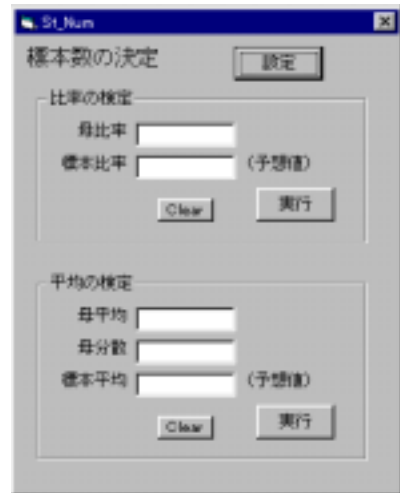 St_Num
標本数の決定 設定
比率の検定
母比率
標本比率 (予想値)
Clear 実行
平均の検定
母平均
母分散
標本平均 (予想値)
Clear 実行